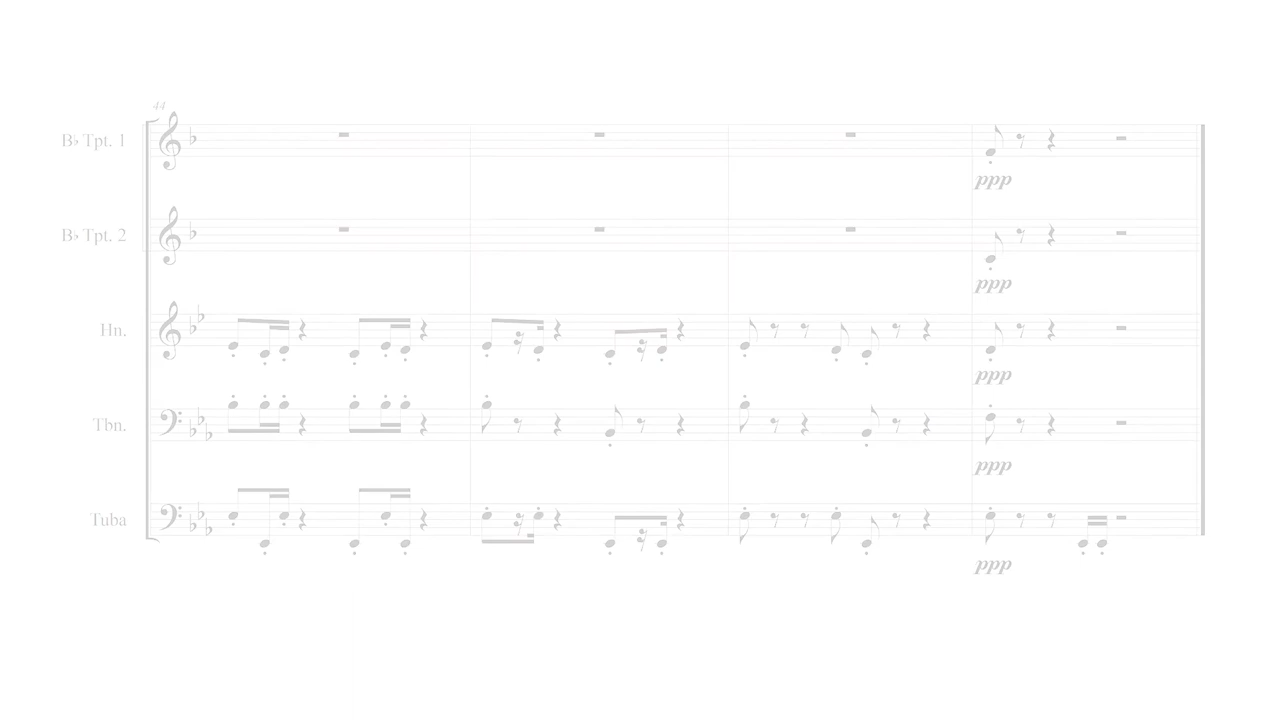 44
B♭ Tpt. 1
ppp
B♭ Tpt. 2
ppp
Hn.
ppp
Tbn.
ppp
Tuba
ppp